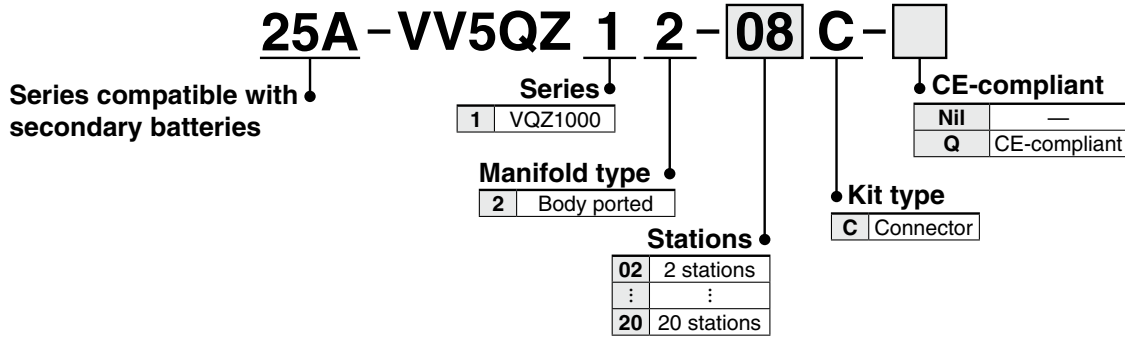 25A-VV5QZ 1 2-08 C-
Series compatible with
secondary batteries
Series
1 VQZ1000
Manifold type
2 Body ported
Stations
02 2 stations
⋮ ⋮
20 20 stations
Kit type
C Connector
CE-compliant
Nil —
Q CE-compliant